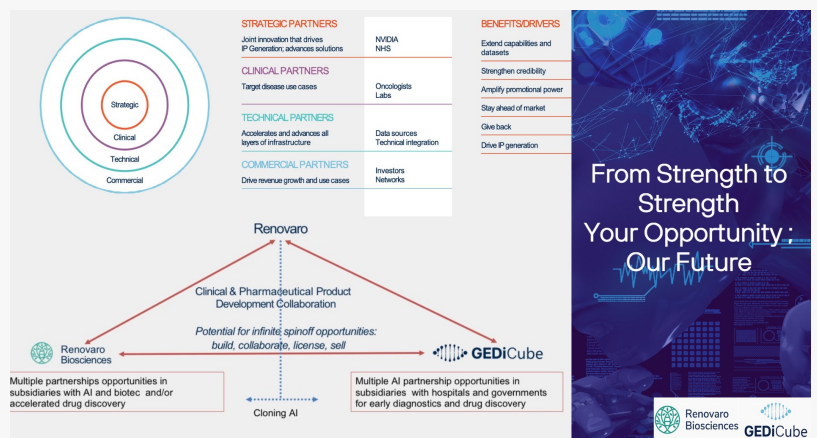 Strategic
Clinical
Technical
Commercial
STRATEGIC PARTNERS
Joint innovation that drives
IP Generation; advances solutions
NVIDIA
NHS
CLINICAL PARTNERS
Target disease use cases
Oncologists
Labs
TECHNICAL PARTNERS
Accelerates and advances all
layers of infrastructure
Data sources
Technical integration
COMMERCIAL PARTNERS
Drive revenue growth and use cases
Investors
Networks
BENEFITS/DRIVERS
Extend capabilities and
datasets
Strengthen credibility
Amplify promotional power
Stay ahead of market
Give back
Drive IP generation
From Strength to
Strength
Your Opportunity ;
Our Future
Renovaro
Clinical & Pharmaceutical Product
Development Collaboration
Potential for infinite spinoff opportunities:
build, collaborate, license, sell
Renovaro
Biosciences
GEDiCube
Multiple partnerships opportunities in
subsidiaries with AI and biotec and/or
accelerated drug discovery
Multiple AI partnership opportunities in
subsidiaries with hospitals and governments
for early diagnostics and drug discovery
Cloning AI
Renovaro
Biosciences
GEDiCube